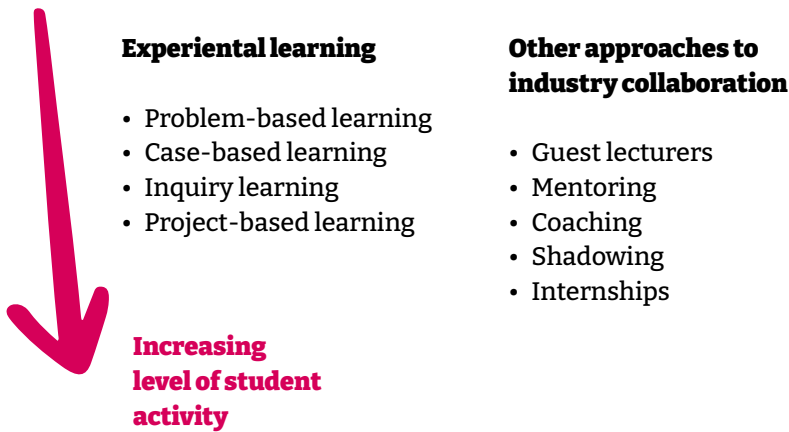 Experiental learning
• Problem-based learning
• Case-based learning
• Inquiry learning
• Project-based learning
Other approaches to
industry collaboration
• Guest lecturers
• Mentoring
• Coaching
• Shadowing
• Internships
Increasing
level of student
activity